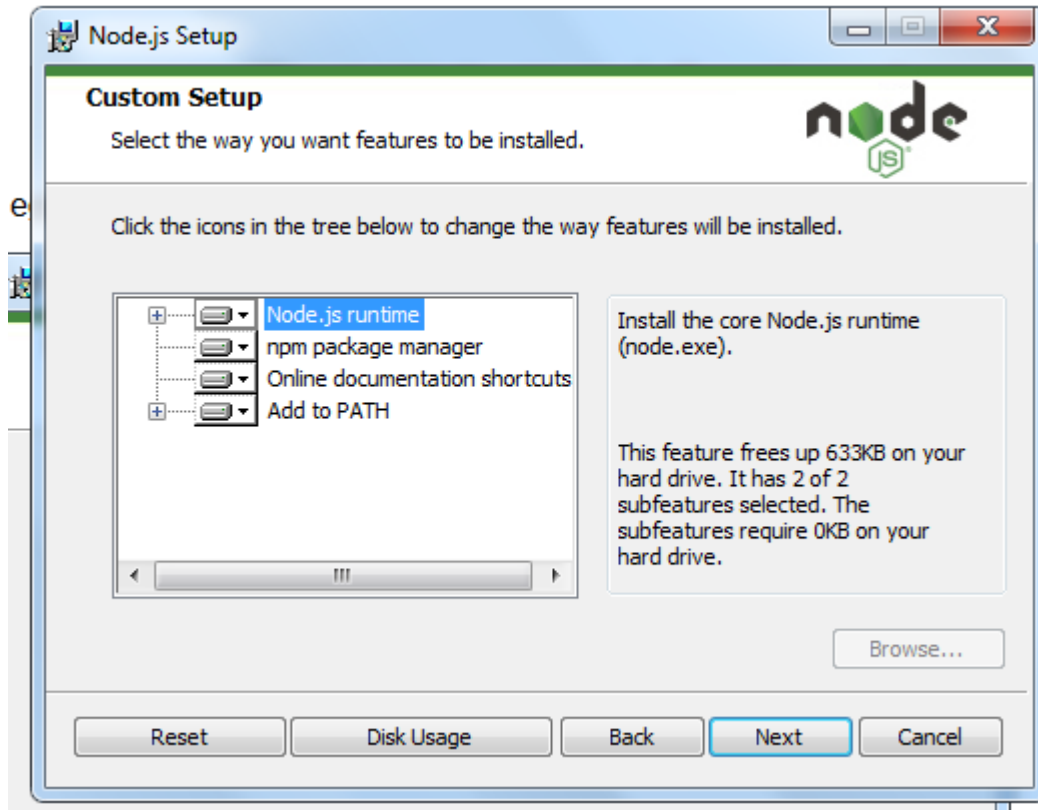 Node.js Setup
Custom Setup
Select the way you want features to be installed.
node
JS
Click the icons in the tree below to change the way features will be installed.
Node.js runtime
npm package manager
Online documentation shortcuts
Add to PATH
Install the core Node.js runtime
(node.exe).
This feature frees up 633KB on your
hard drive. It has 2 of 2
subfeatures selected. The
subfeatures require 0KB on your
hard drive.
Browse...
Reset
Disk Usage
Back
Next
Cancel